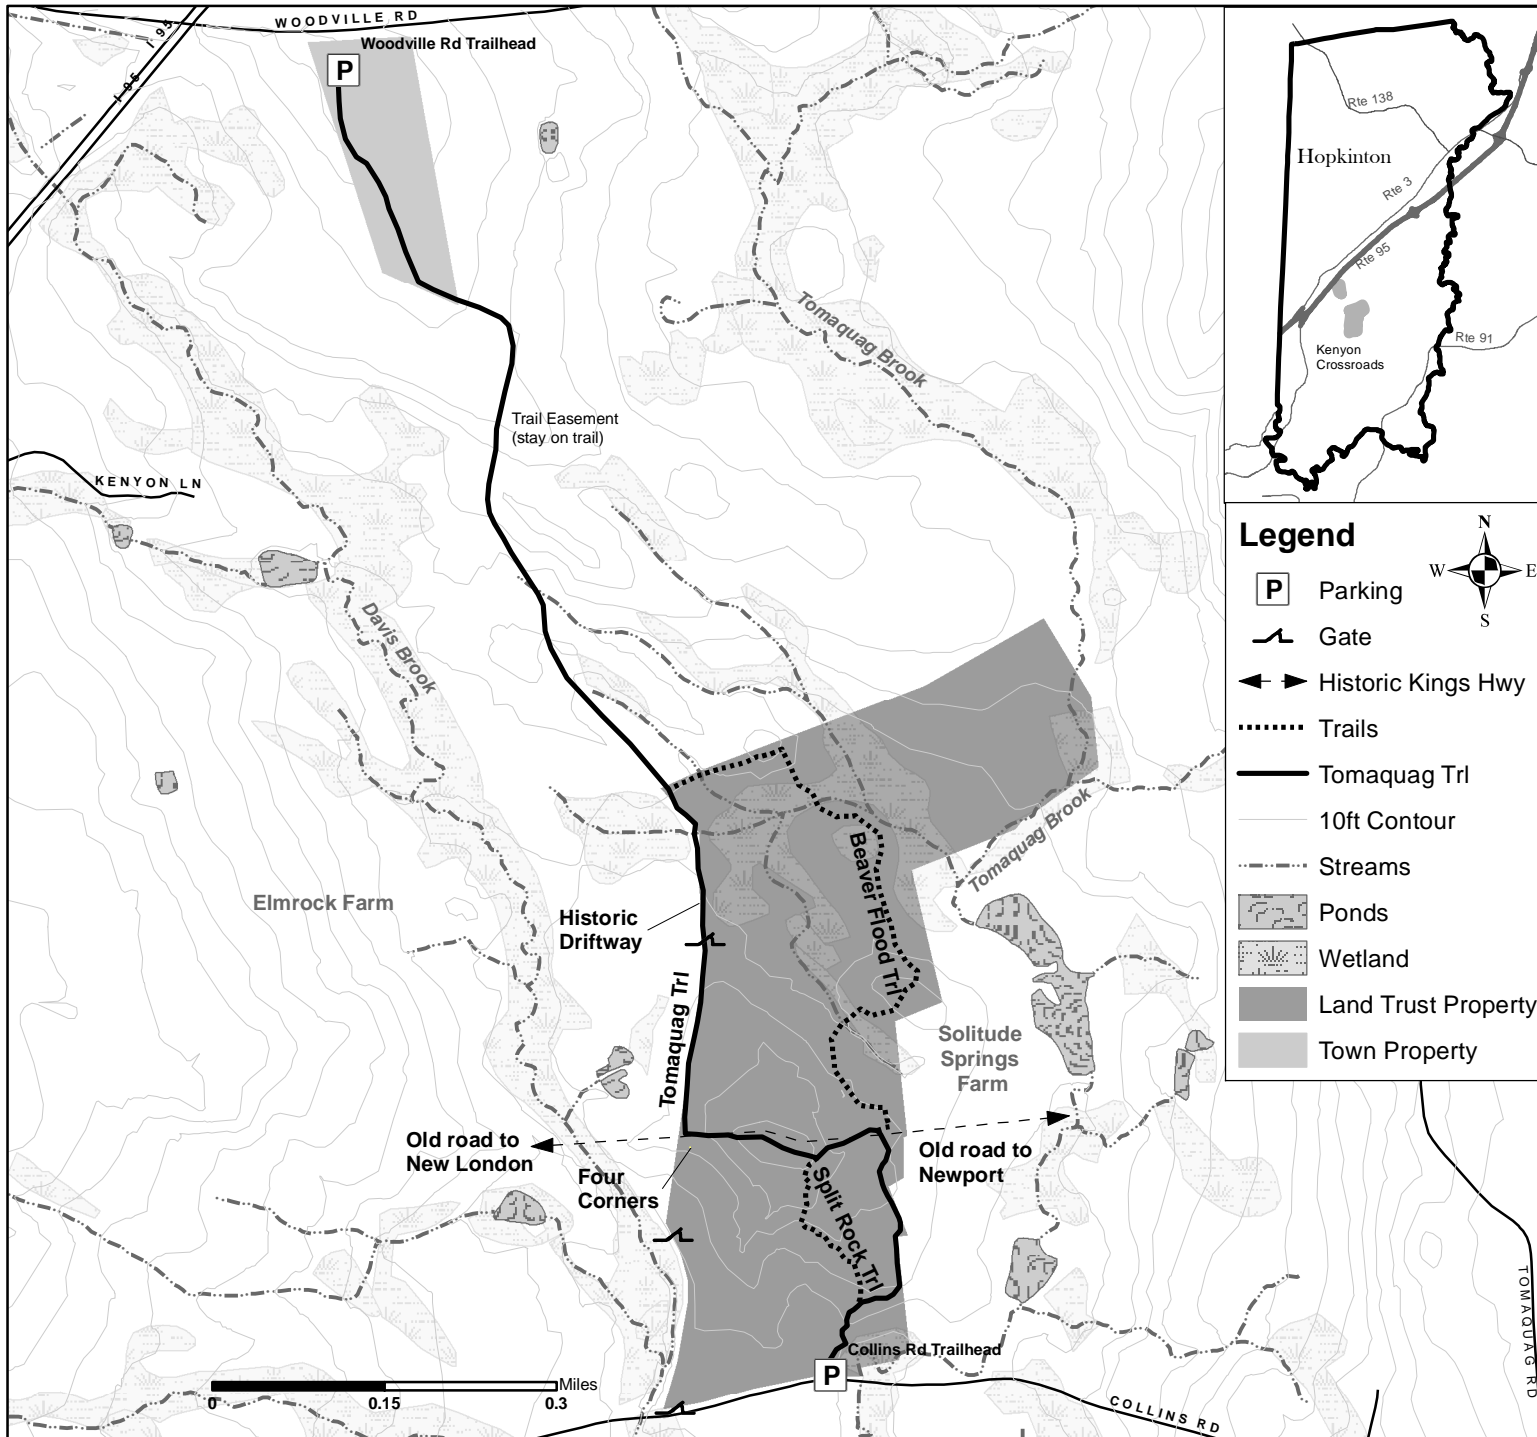 WOODVILLE RD
Woodville Rd Trailhead
P
I 95
I 95
Rte 138
Hopkinton
Rte 3
Rte 95
Rte 91
Kenyon
Crossroads
Tomaquag Brook
Trail Easement
(stay on trail)
KENYON LN
Davis Brook
Legend
N
W
E
S
P Parking
Gate
Historic Kings Hwy
Trails
Tomaquag Trl
10ft Contour
Streams
Ponds
Wetland
Land Trust Property
Town Property
Tomaquag Brook
Beaver Flood Trl
Elmrock Farm
Historic
Driftway
Tomaquag Trl
Solitude
Springs
Farm
Old road to
New London
Old road to
Newport
Four
Corners
Split Rock Trl
Collins Rd Trailhead
P
Miles
0 0.15 0.3
COLLINS RD
TOMAQUAG RD